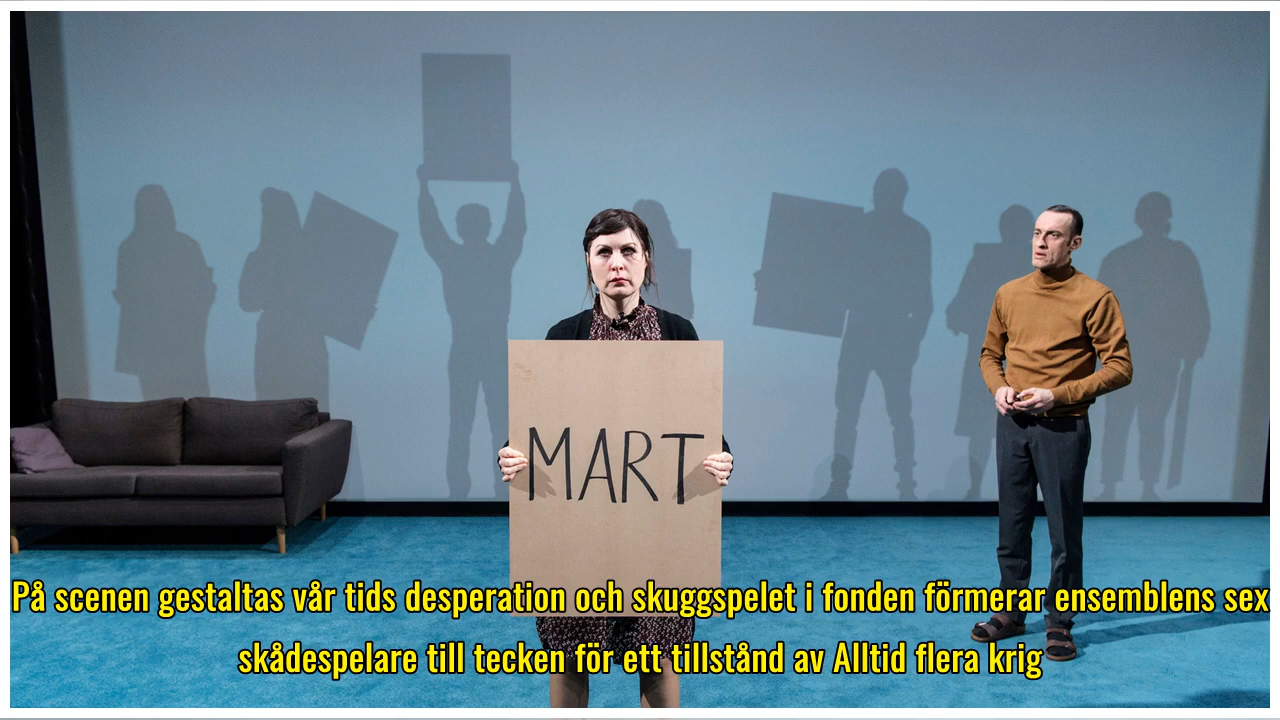 MART
På scenen gestaltas vår tids desperation och skuggspelet i fonden förmerar ensemblens sex
skådespelare till tecken för ett tillstånd av Alltid flera krig